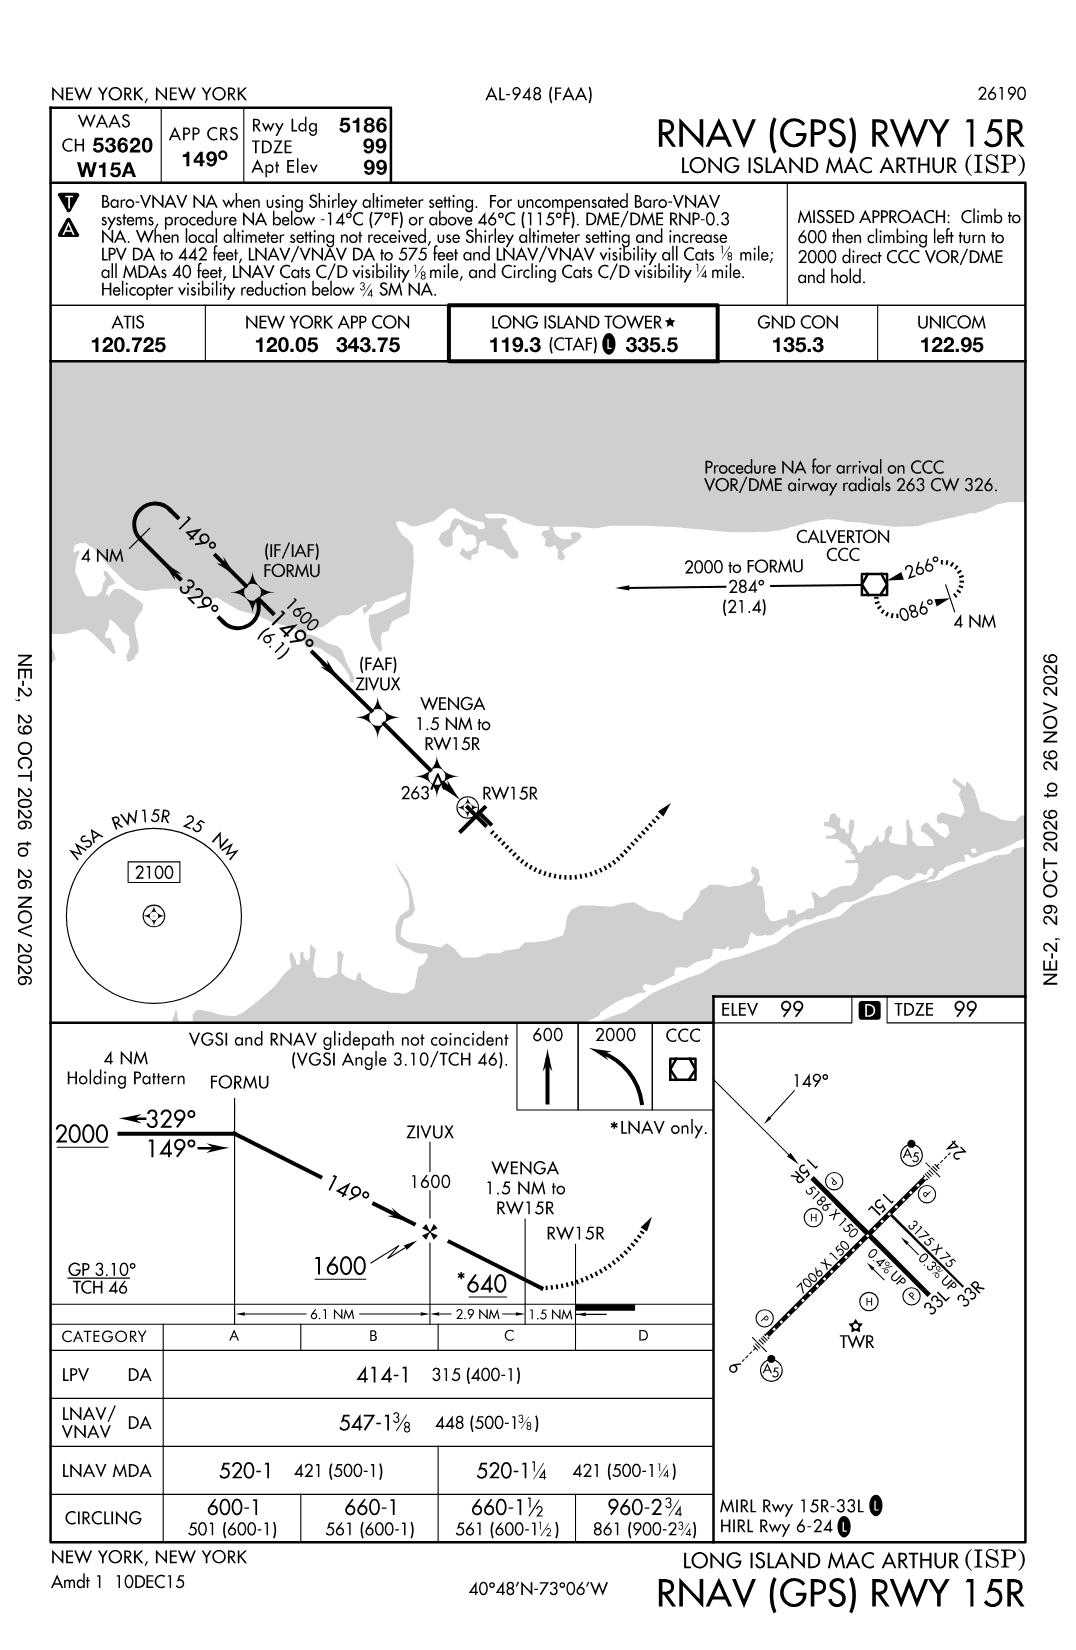 NEW YORK, NEW YORK
AL-948 (FAA)
26190
WAAS
CH 53620
W15A
APP CRS
149°
Rwy Ldg 5186
TDZE 99
Apt Elev 99
RNAV (GPS) RWY 15R
LONG ISLAND MAC ARTHUR (ISP)
T
A
Baro-VNAV NA when using Shirley altimeter setting. For uncompensated Baro-VNAV
systems, procedure NA below -14°C (7°F) or above 46°C (115°F). DME/DME RNP-0.3
NA. When local altimeter setting not received, use Shirley altimeter setting and increase
LPV DA to 442 feet, LNAV/VNAV DA to 575 feet and LNAV/VNAV visibility all Cats ⅛ mile;
all MDAs 40 feet, LNAV Cats C/D visibility ⅛ mile, and Circling Cats C/D visibility ¼ mile.
Helicopter visibility reduction below ¾ SM NA.
MISSED APPROACH: Climb to
600 then climbing left turn to
2000 direct CCC VOR/DME
and hold.
ATIS
120.725
NEW YORK APP CON
120.05 343.75
LONG ISLAND TOWER★
119.3 (CTAF) L 335.5
GND CON
135.3
UNICOM
122.95
Procedure NA for arrival on CCC
VOR/DME airway radials 263 CW 326.
CALVERTON
CCC
2000 to FORMU
284°
(21.4)
266°
086°
4 NM
4 NM
149°
329°
(IF/IAF)
FORMU
1600
149°
(6.1)
(FAF)
ZIVUX
WENGA
1.5 NM to
RW15R
263
RW15R
MSA RW15R 25 NM
2100
NE-2, 29 OCT 2026 to 26 NOV 2026
NE-2, 29 OCT 2026 to 26 NOV 2026
VGSI and RNAV glidepath not coincident
(VGSI Angle 3.10/TCH 46).
600
2000
CCC
4 NM
Holding Pattern
FORMU
2000
329°
149°
149°
ZIVUX
1600
1600
WENGA
1.5 NM to
RW15R
RW15R
*LNAV only.
*640
GP 3.10°
TCH 46
6.1 NM
2.9 NM
1.5 NM
CATEGORY A B C D
LPV DA 414-1 315 (400-1)
LNAV/
VNAV DA 547-1⅜ 448 (500-1⅜)
LNAV MDA 520-1 421 (500-1) 520-1¼ 421 (500-1¼)
CIRCLING
600-1
501 (600-1)
660-1
561 (600-1)
660-1½
561 (600-1½)
960-2¾
861 (900-2¾)
ELEV 99
D
TDZE 99
149°
15R
5186 X 150
P
H
A5
24
P
15L
3175 X 75
0.3% UP
7006 X 150
0.4% UP
33L
33R
P
H
P
TWR
9
A5
MIRL Rwy 15R-33L L
HIRL Rwy 6-24 L
NEW YORK, NEW YORK
Amdt 1 10DEC15
40°48'N-73°06'W
LONG ISLAND MAC ARTHUR (ISP)
RNAV (GPS) RWY 15R